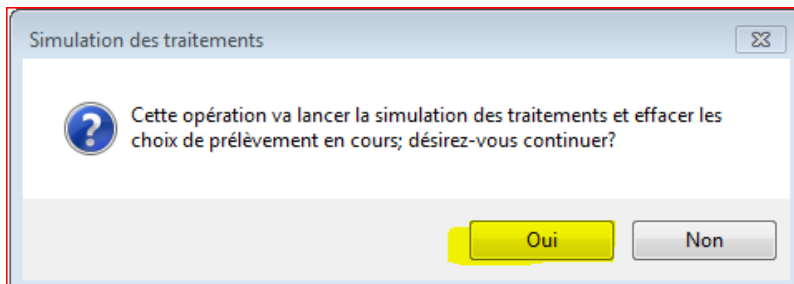 Simulation des traitements
Cette opération va lancer la simulation des traitements et effacer les
choix de prélèvement en cours; désirez-vous continuer?
Oui
Non